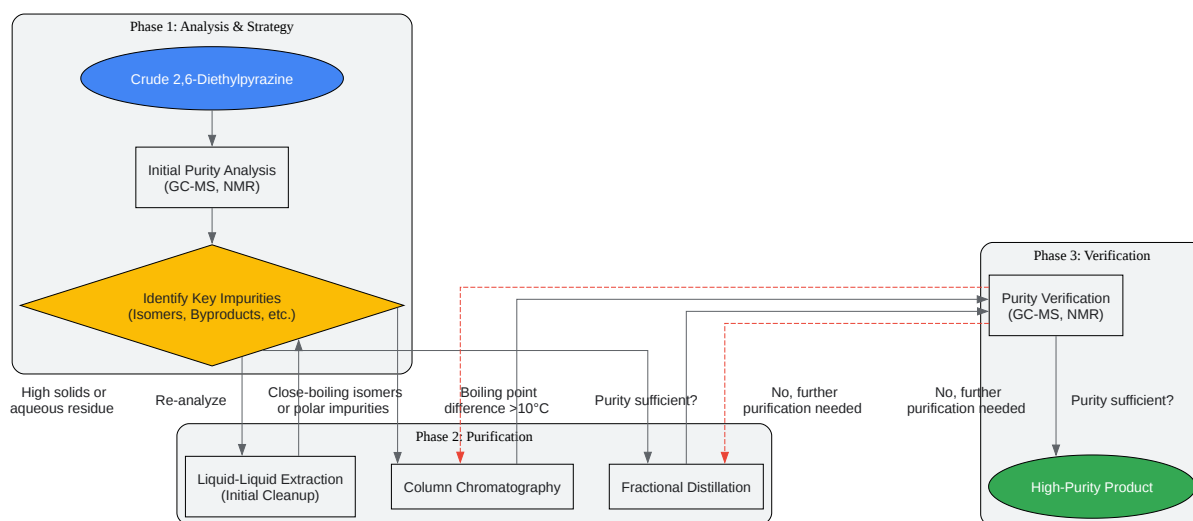 Phase 1: Analysis & Strategy
Crude 2,6-Diethylpyrazine
Initial Purity Analysis
(GC-MS, NMR)
Identify Key Impurities
(Isomers, Byproducts, etc.)
Phase 3: Verification
Purity Verification
(GC-MS, NMR)
High solids or
aqueous residue
Re-analyze
Close-boiling isomers
or polar impurities
Boiling point
difference >10°C
Purity sufficient?
No, further
purification needed
No, further
purification needed
Purity sufficient?
Phase 2: Purification
Liquid-Liquid Extraction
(Initial Cleanup)
Column Chromatography
Fractional Distillation
High-Purity Product